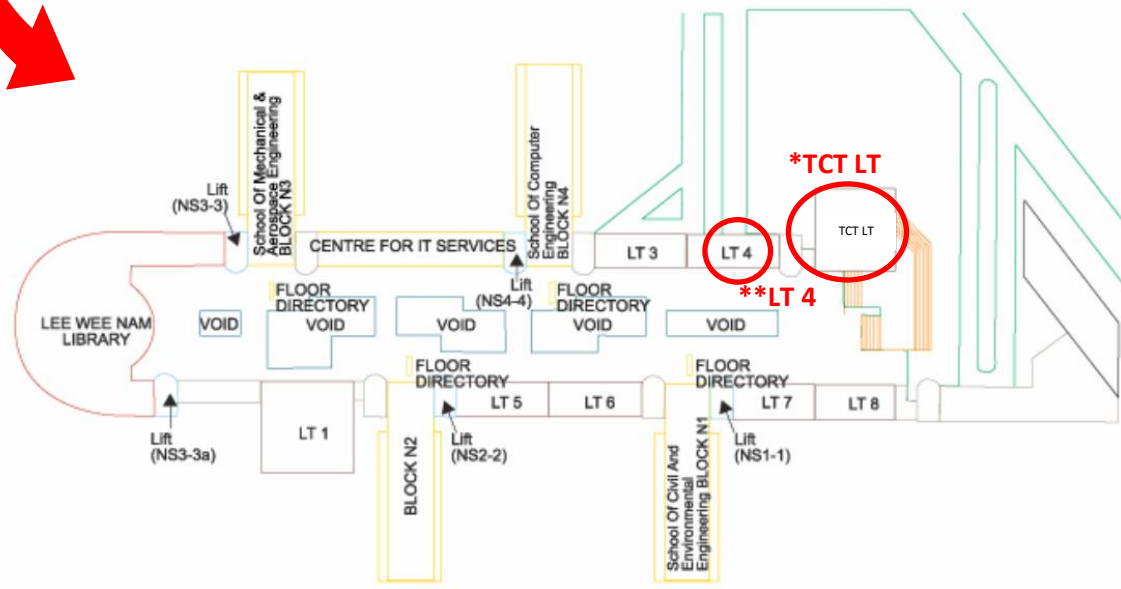 School Of Mechanical &
Aerospace Engineering
BLOCK N3
School Of Computer
Engineering
BLOCK N4
*TCT LT
TCT LT
Lift
(NS3-3)
CENTRE FOR IT SERVICES
LT 3
LT 4
**LT 4
Lift
(NS4-4)
FLOOR
DIRECTORY
FLOOR
DIRECTORY
LEE WEE NAM
LIBRARY
VOID
VOID
VOID
VOID
VOID
FLOOR
DIRECTORY
FLOOR
DIRECTORY
LT 5
LT 6
LT 7
LT 8
LT 1
Lift
(NS3-3a)
BLOCK N2
Lift
(NS2-2)
School Of Civil And
Environmental
Engineering BLOCK N1
Lift
(NS1-1)